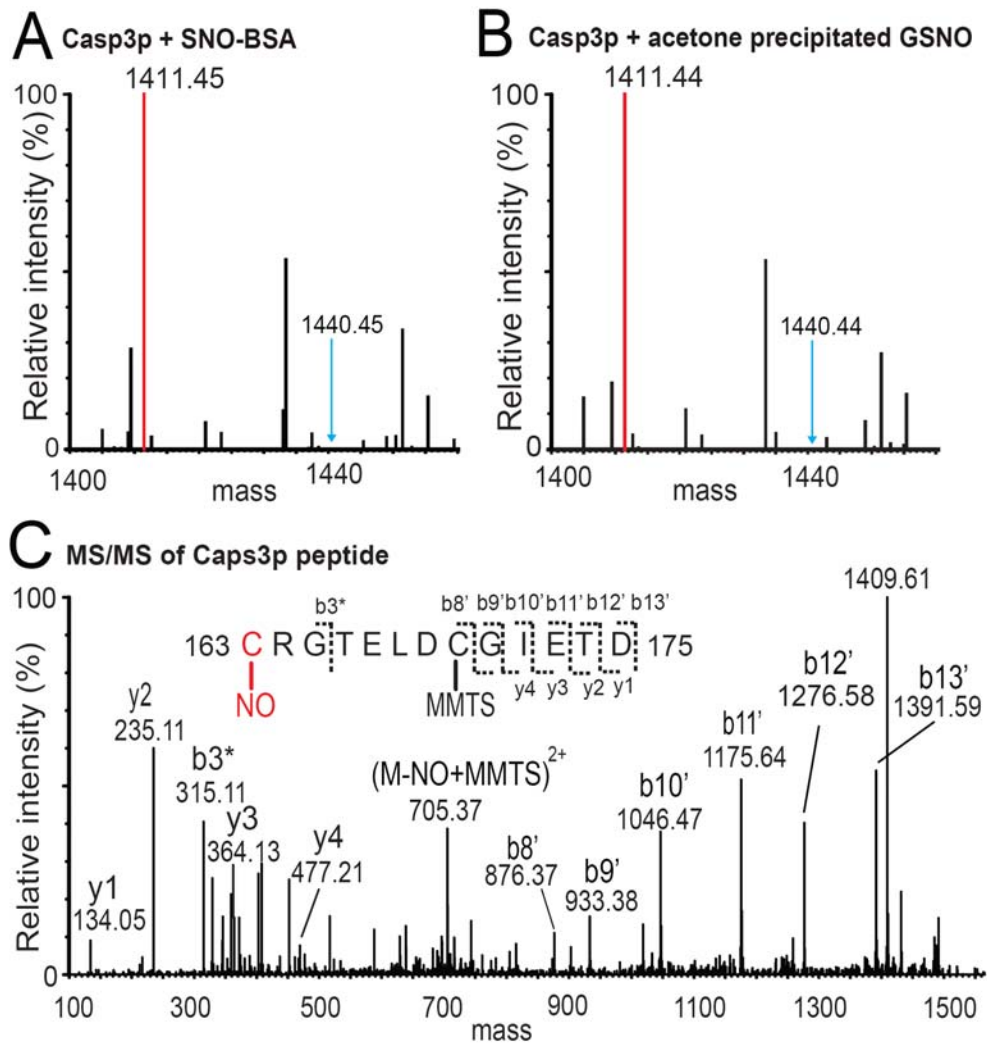 A Casp3p + SNO-BSA
1411.45
100
Relative intensity (%)
1440.45
0
1400
1440
mass
B Casp3p + acetone precipitated GSNO
1411.44
100
Relative intensity (%)
1440.44
0
1400
1440
mass
C MS/MS of Caps3p peptide
1409.61
100
Relative intensity (%)
b3* b8' b9' b10' b11' b12' b13'
163 C R G T E L D C G I E T D 175
y4 y3 y2 y1
NO MMTS
y2
235.11
b3*
315.11
y3
364.13
y4
477.21
y1
134.05
(M-NO+MMTS)2+
705.37
b8'
876.37
b9'
933.38
b10'
1046.47
b11'
1175.64
b12'
1276.58
b13'
1391.59
0
100 300 500 700 900 1100 1300 1500
mass